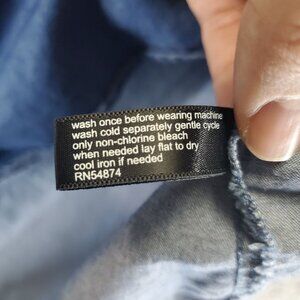 wash once before wearing machine
wash cold separately gentle cycle
only non-chlorine bleach
when needed lay flat to dry
cool iron if needed
RN54874